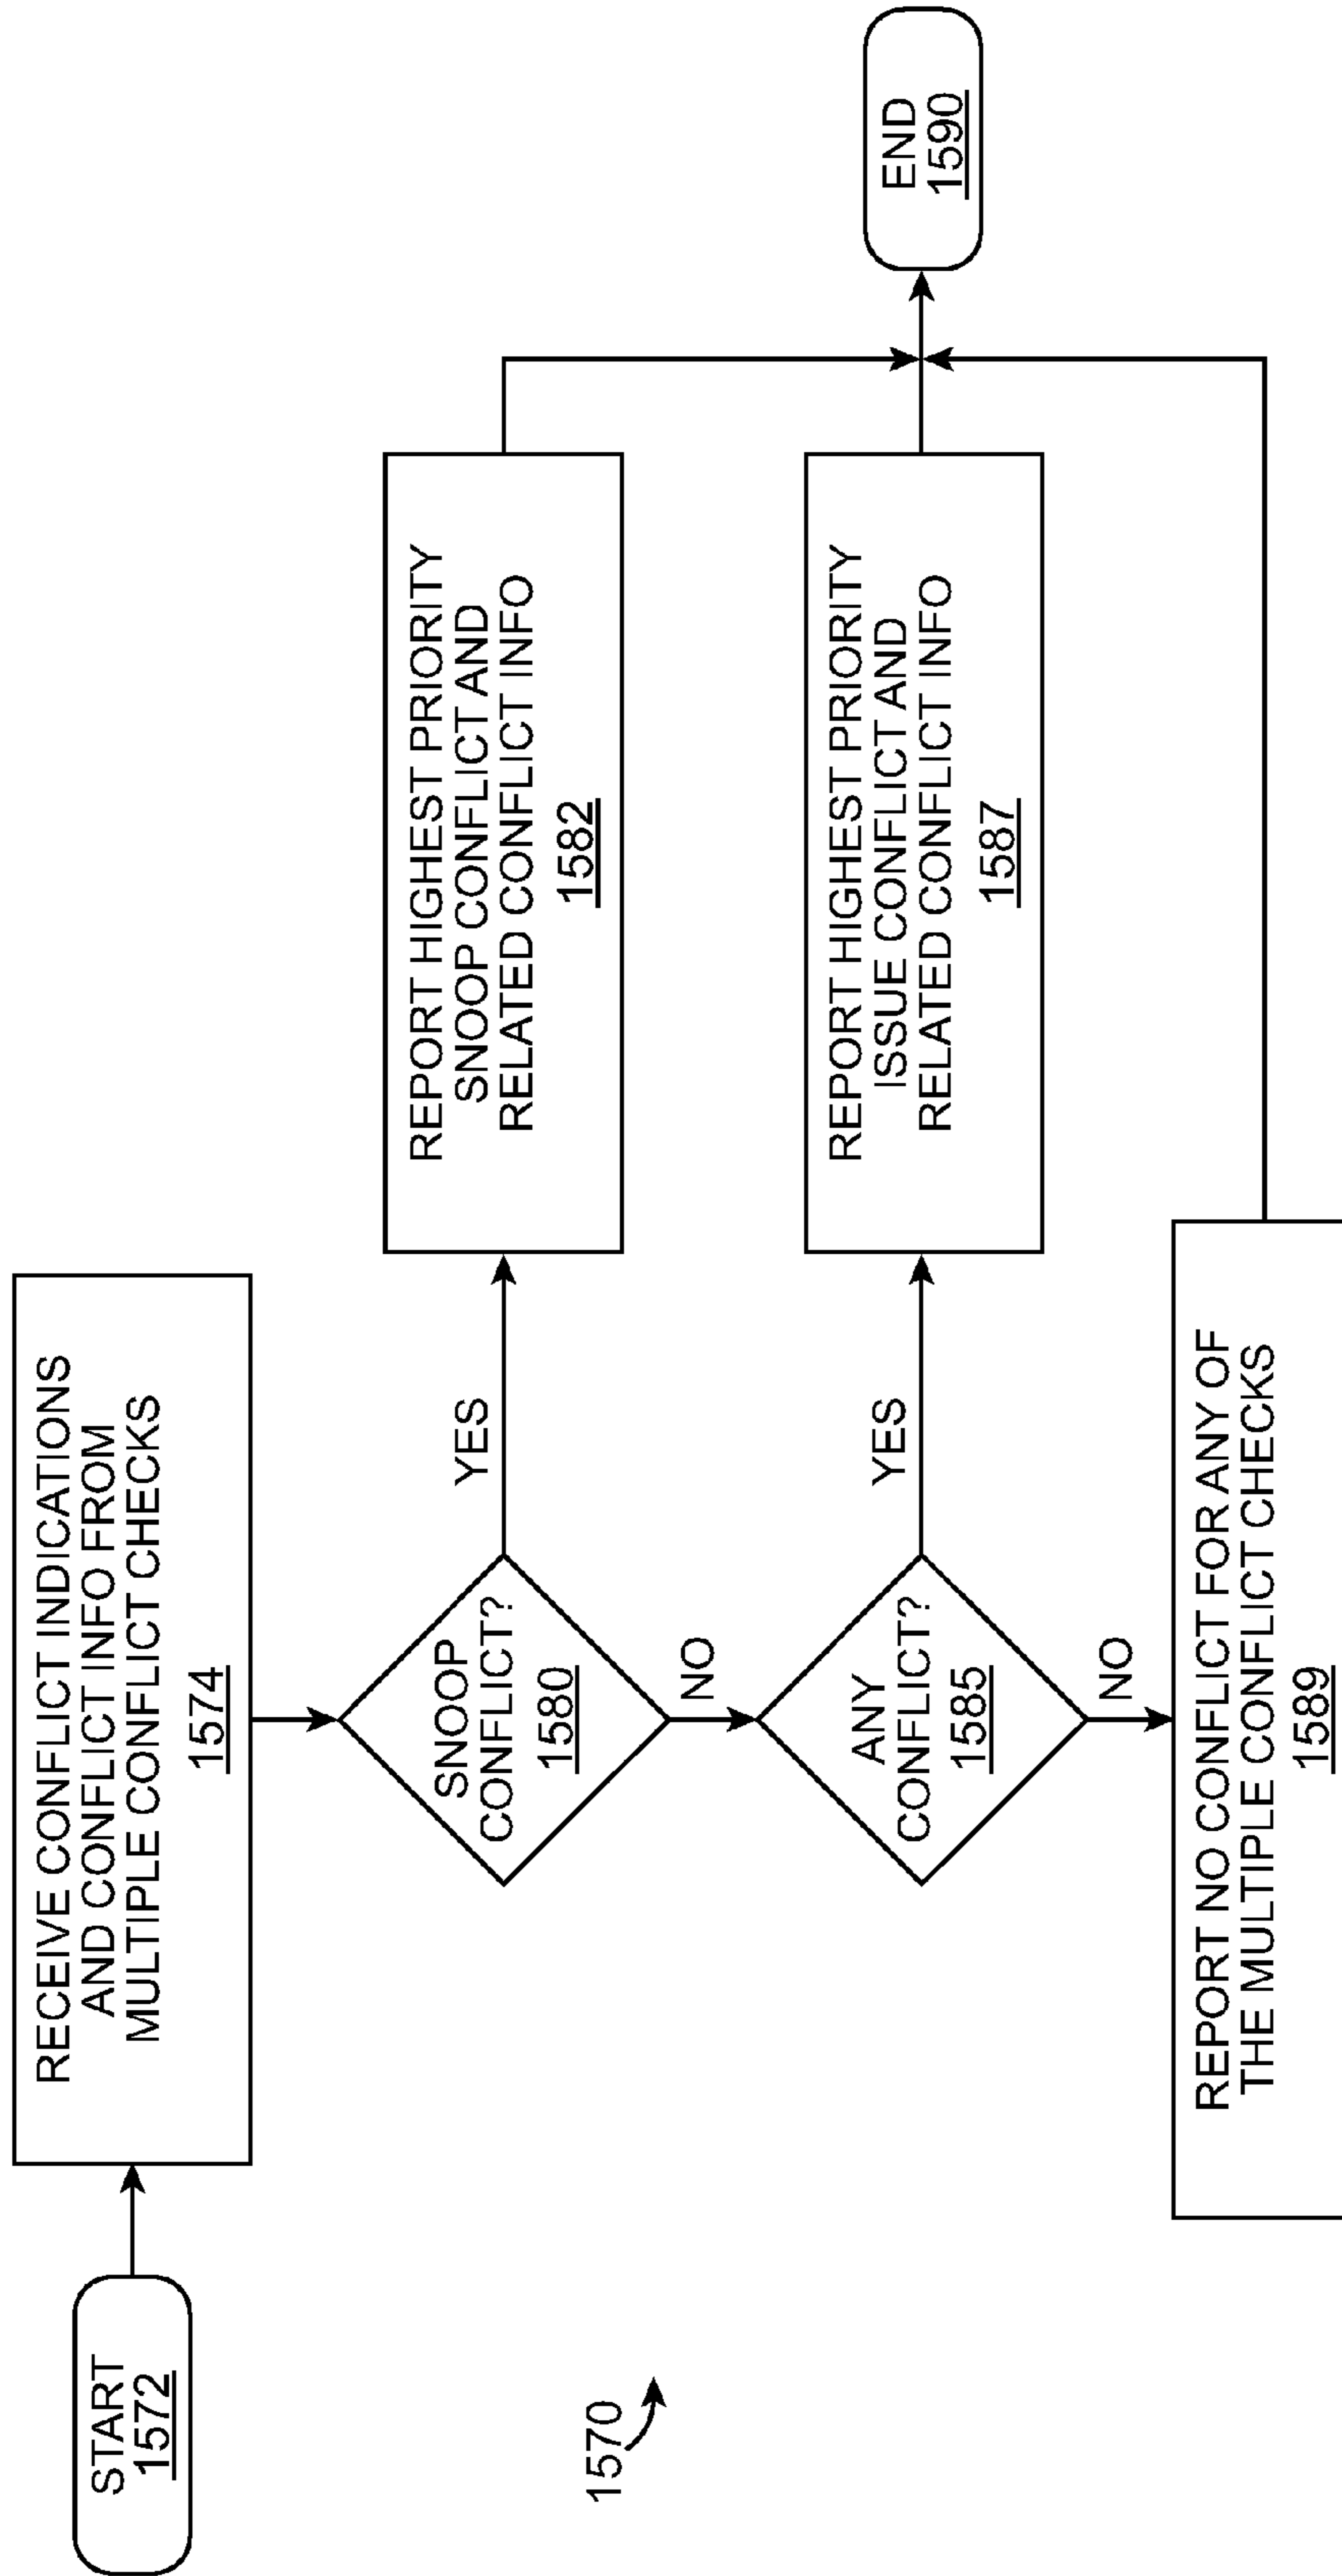 START
1572
RECEIVE CONFLICT INDICATIONS
AND CONFLICT INFO FROM
MULTIPLE CONFLICT CHECKS
1574
SNOOP
CONFLICT?
1580
YES
REPORT HIGHEST PRIORITY
SNOOP CONFLICT AND
RELATED CONFLICT INFO
1582
NO
ANY
CONFLICT?
1585
YES
REPORT HIGHEST PRIORITY
ISSUE CONFLICT AND
RELATED CONFLICT INFO
1587
NO
REPORT NO CONFLICT FOR ANY OF
THE MULTIPLE CONFLICT CHECKS
1589
END
1590
1570